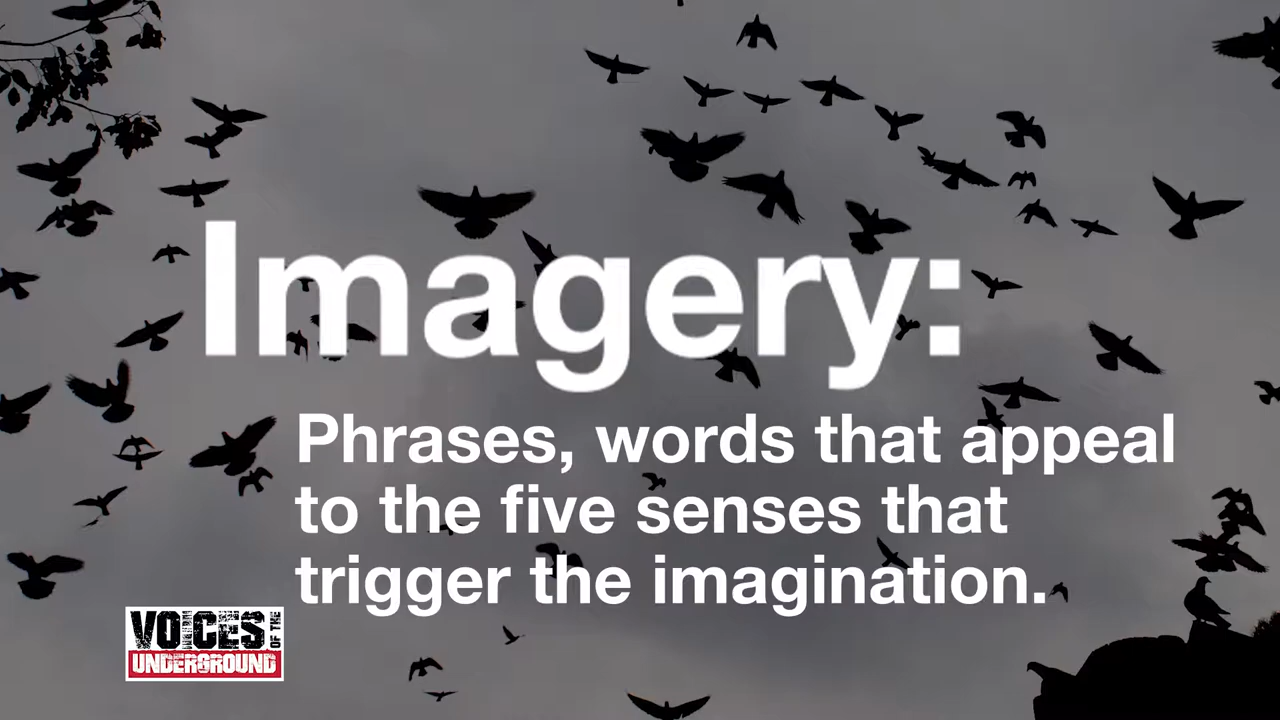 Imagery:
Phrases, words that appeal
to the five senses that
trigger the imagination.
VOICES OF THE
UNDERGROUND